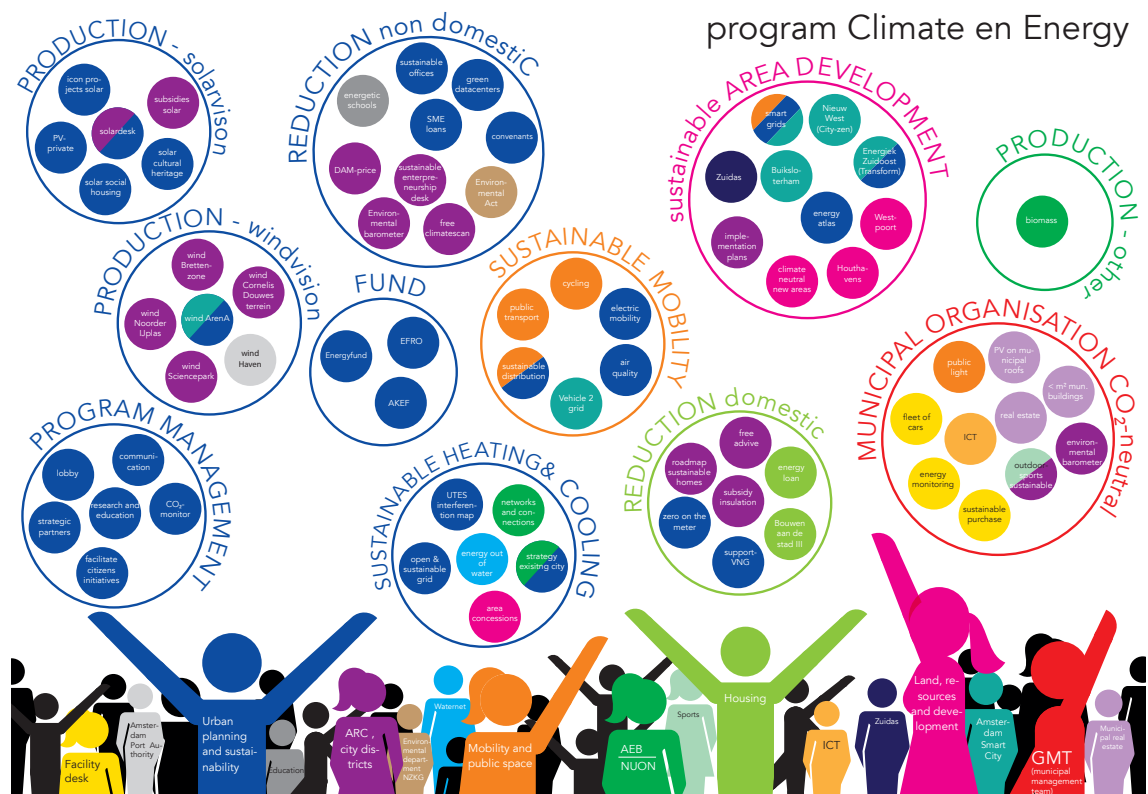 program Climate en Energy
PRODUCTION - solarvison
icon pro-
jects solar
subsidies
solar
solardesk
PV-
private
solar
cultural
heritage
solar social
housing
REDUCTION non domestiC
sustainable
offices
green
datacenters
energetic
schools
SME
loans
convenants
DAM-price
sustainable
enterpre-
neurship
desk
Environ-
mental
Act
Environ-
mental
barometer
free
climatescan
sustainable AREA DEVELOPMENT
smart
grids
Nieuw
West
(City-zen)
Energiek
Zuidoost
(Transform)
Zuidas
Buikslo-
terham
energy
atlas
West-
poort
imple-
mentation
plans
climate
neutral
new areas
Houtha-
vens
PRODUCTION - other
biomass
PRODUCTION - windvision
wind
Bretten-
zone
wind
Cornelis
Douwes
terrein
wind ArenA
wind
Noorder
IJplas
wind
Haven
wind
Sciencepark
FUND
Energyfund
EFRO
AKEF
SUSTAINABLE MOBILITY
cycling
public
transport
electric
mobility
sustainable
distribution
air
quality
Vehicle 2
grid
MUNICIPAL ORGANISATION CO₂-neutral
public
light
PV on mu-
nicipal
roofs
< m² mun.
buildings
fleet of
cars
ICT
real estate
environ-
mental
barometer
energy
monitoring
outdoor
sports
sustainable
sustainable
purchase
PROGRAM MANAGEMENT
lobby
communi-
cation
strategic
partners
research and
education
CO₂-
monitor
facilitate
citizens
initiatives
SUSTAINABLE HEATING& COOLING
UTES
interferen-
tion map
networks
and con-
nections
open &
sustainable
grid
energy out
of
water
strategy
exisitng city
area
concessions
REDUCTION domestic
free
advive
roadmap
sustainable
homes
energy
loan
subsidy
insulation
zero on the
meter
Bouwen
aan de
stad III
support-
VNG
Facility
desk
Amster-
dam
Port Au-
thority
Urban
planning
and sustai-
nability
Education
ARC ,
city dis-
tricts
Environ-
mental
depart-
ment
NZKG
Waternet
Mobility and
public space
AEB
NUON
Sports
Housing
ICT
Zuidas
Land, re-
sources
and deve-
lopment
Amster-
dam
Smart
City
GMT
(municipal
management
team)
Munici-
pal real
estate